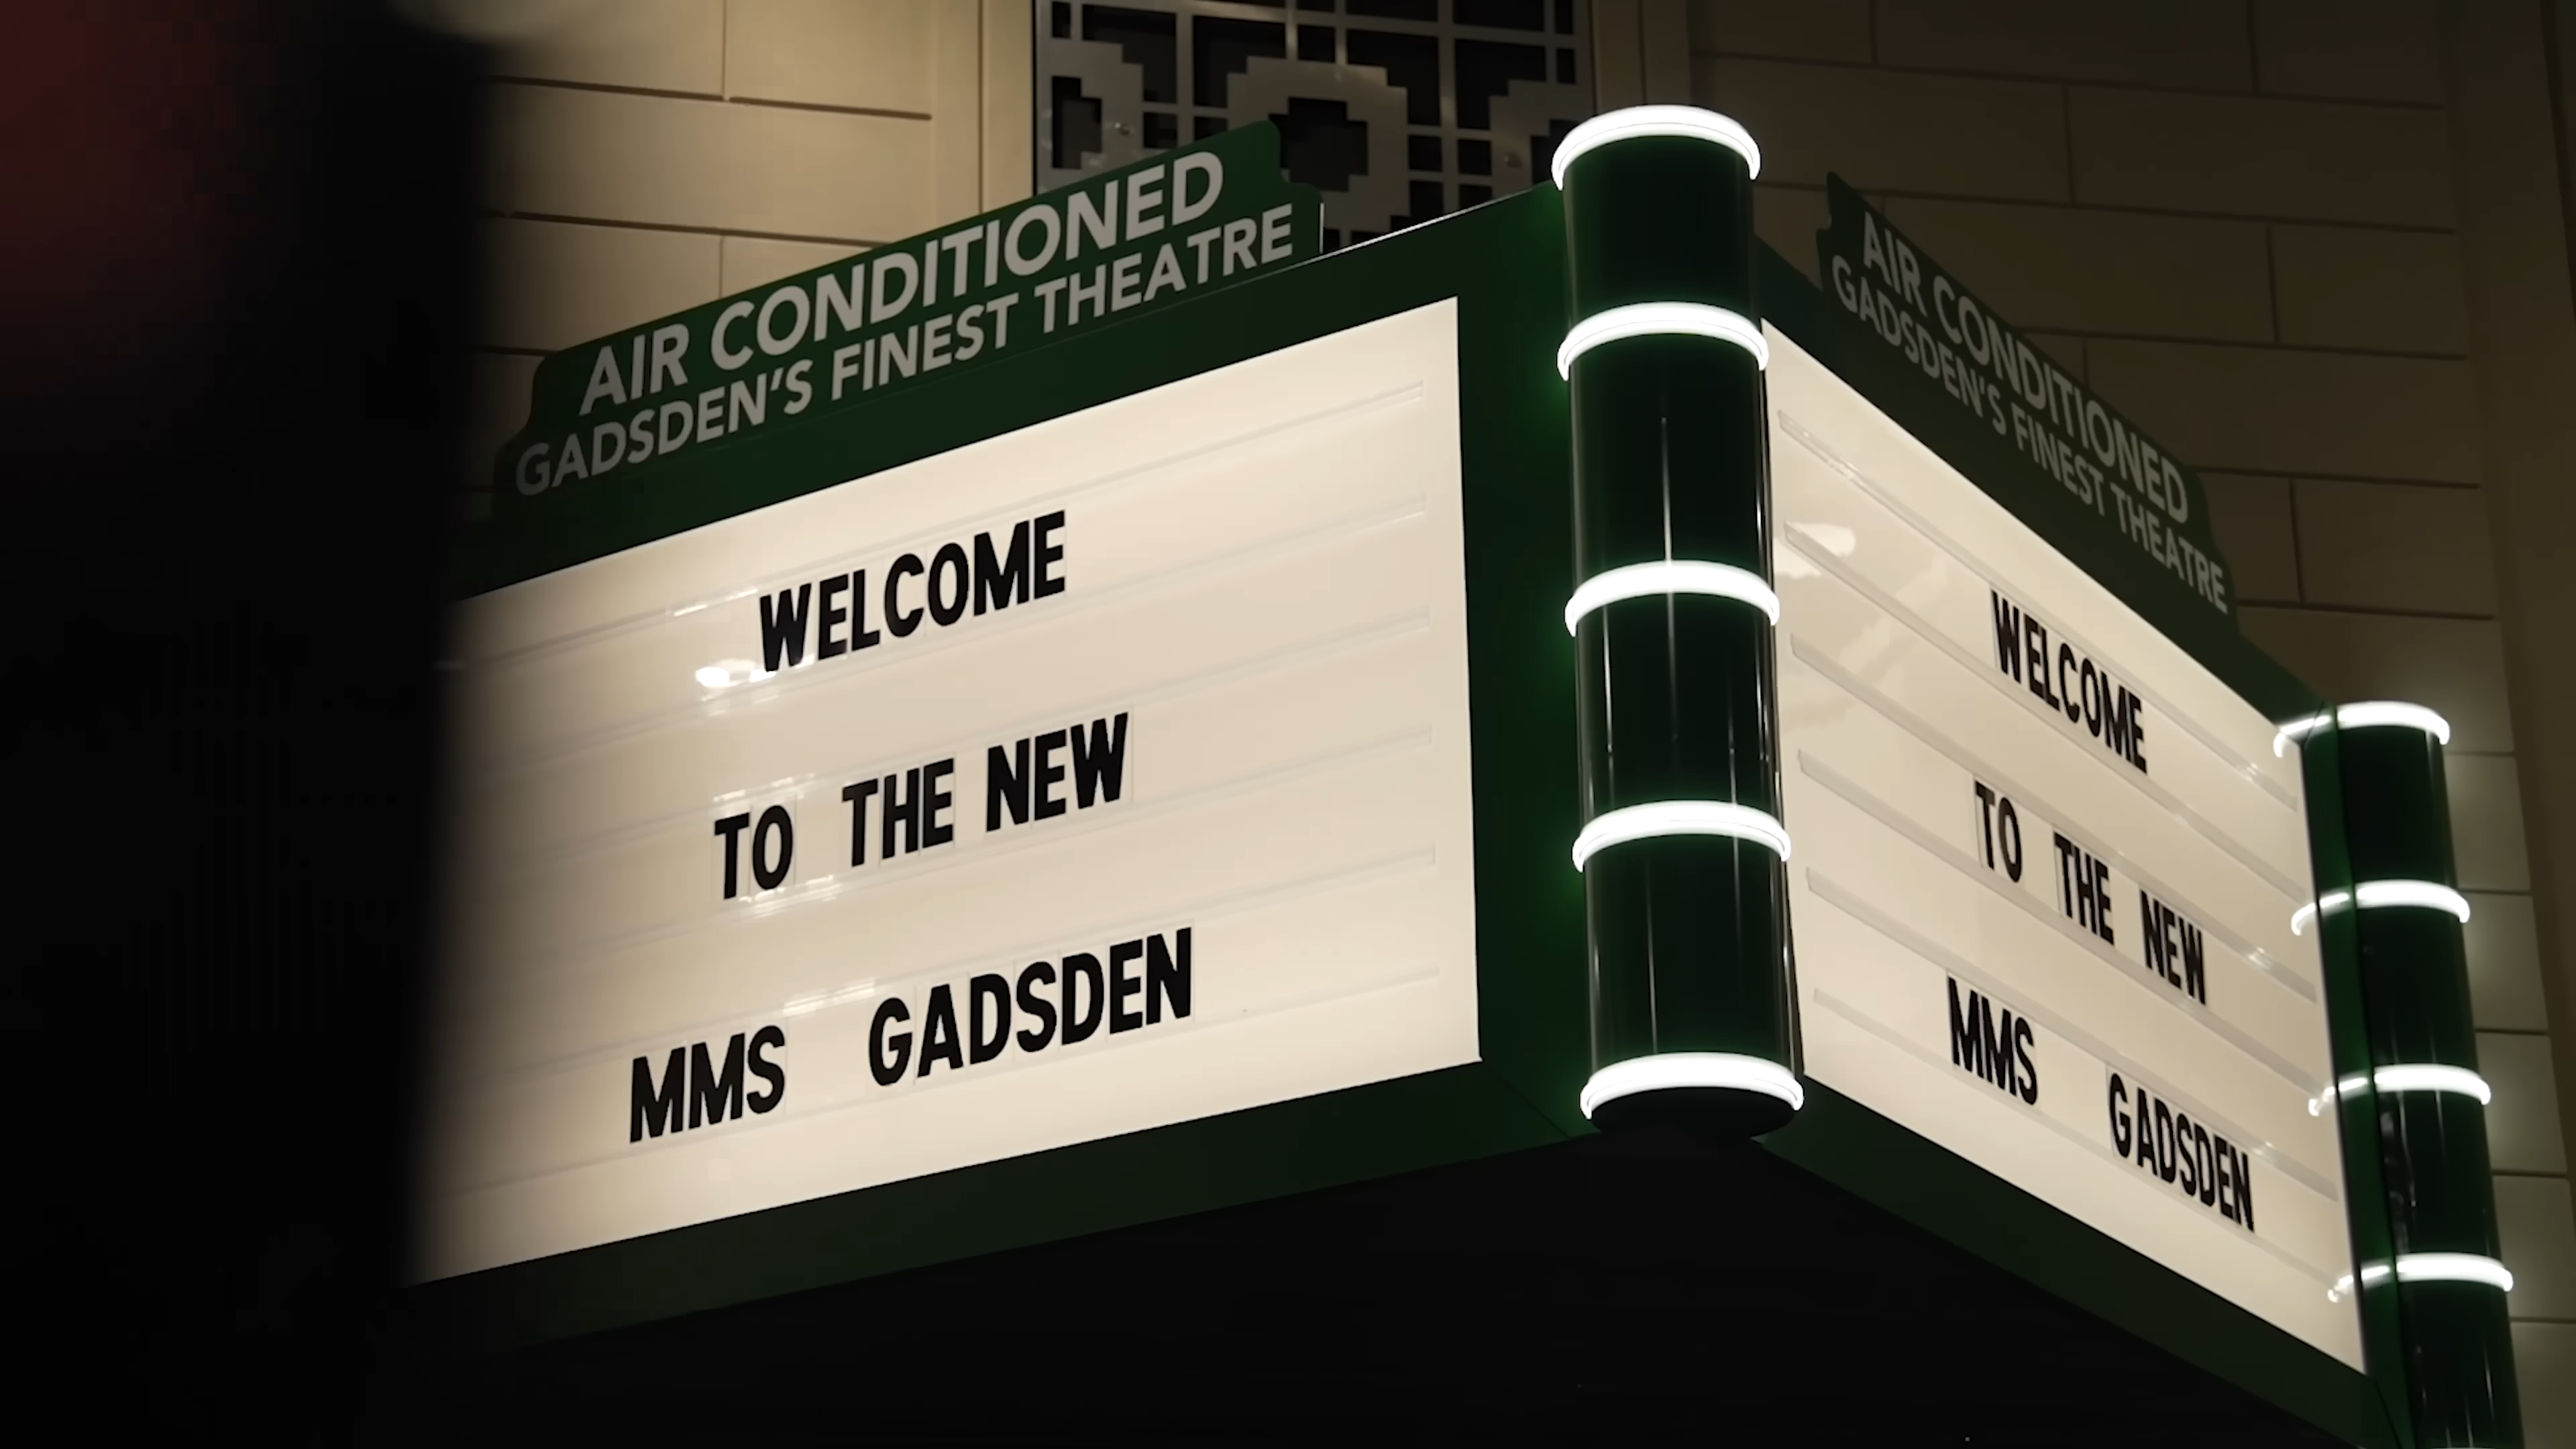 AIR CONDITIONED
GADSDEN'S FINEST THEATRE
WELCOME
TO THE NEW
MMS GADSDEN
AIR CONDITIONED
GADSDEN'S FINEST THEATRE
WELCOME
TO THE NEW
MMS GADSDEN